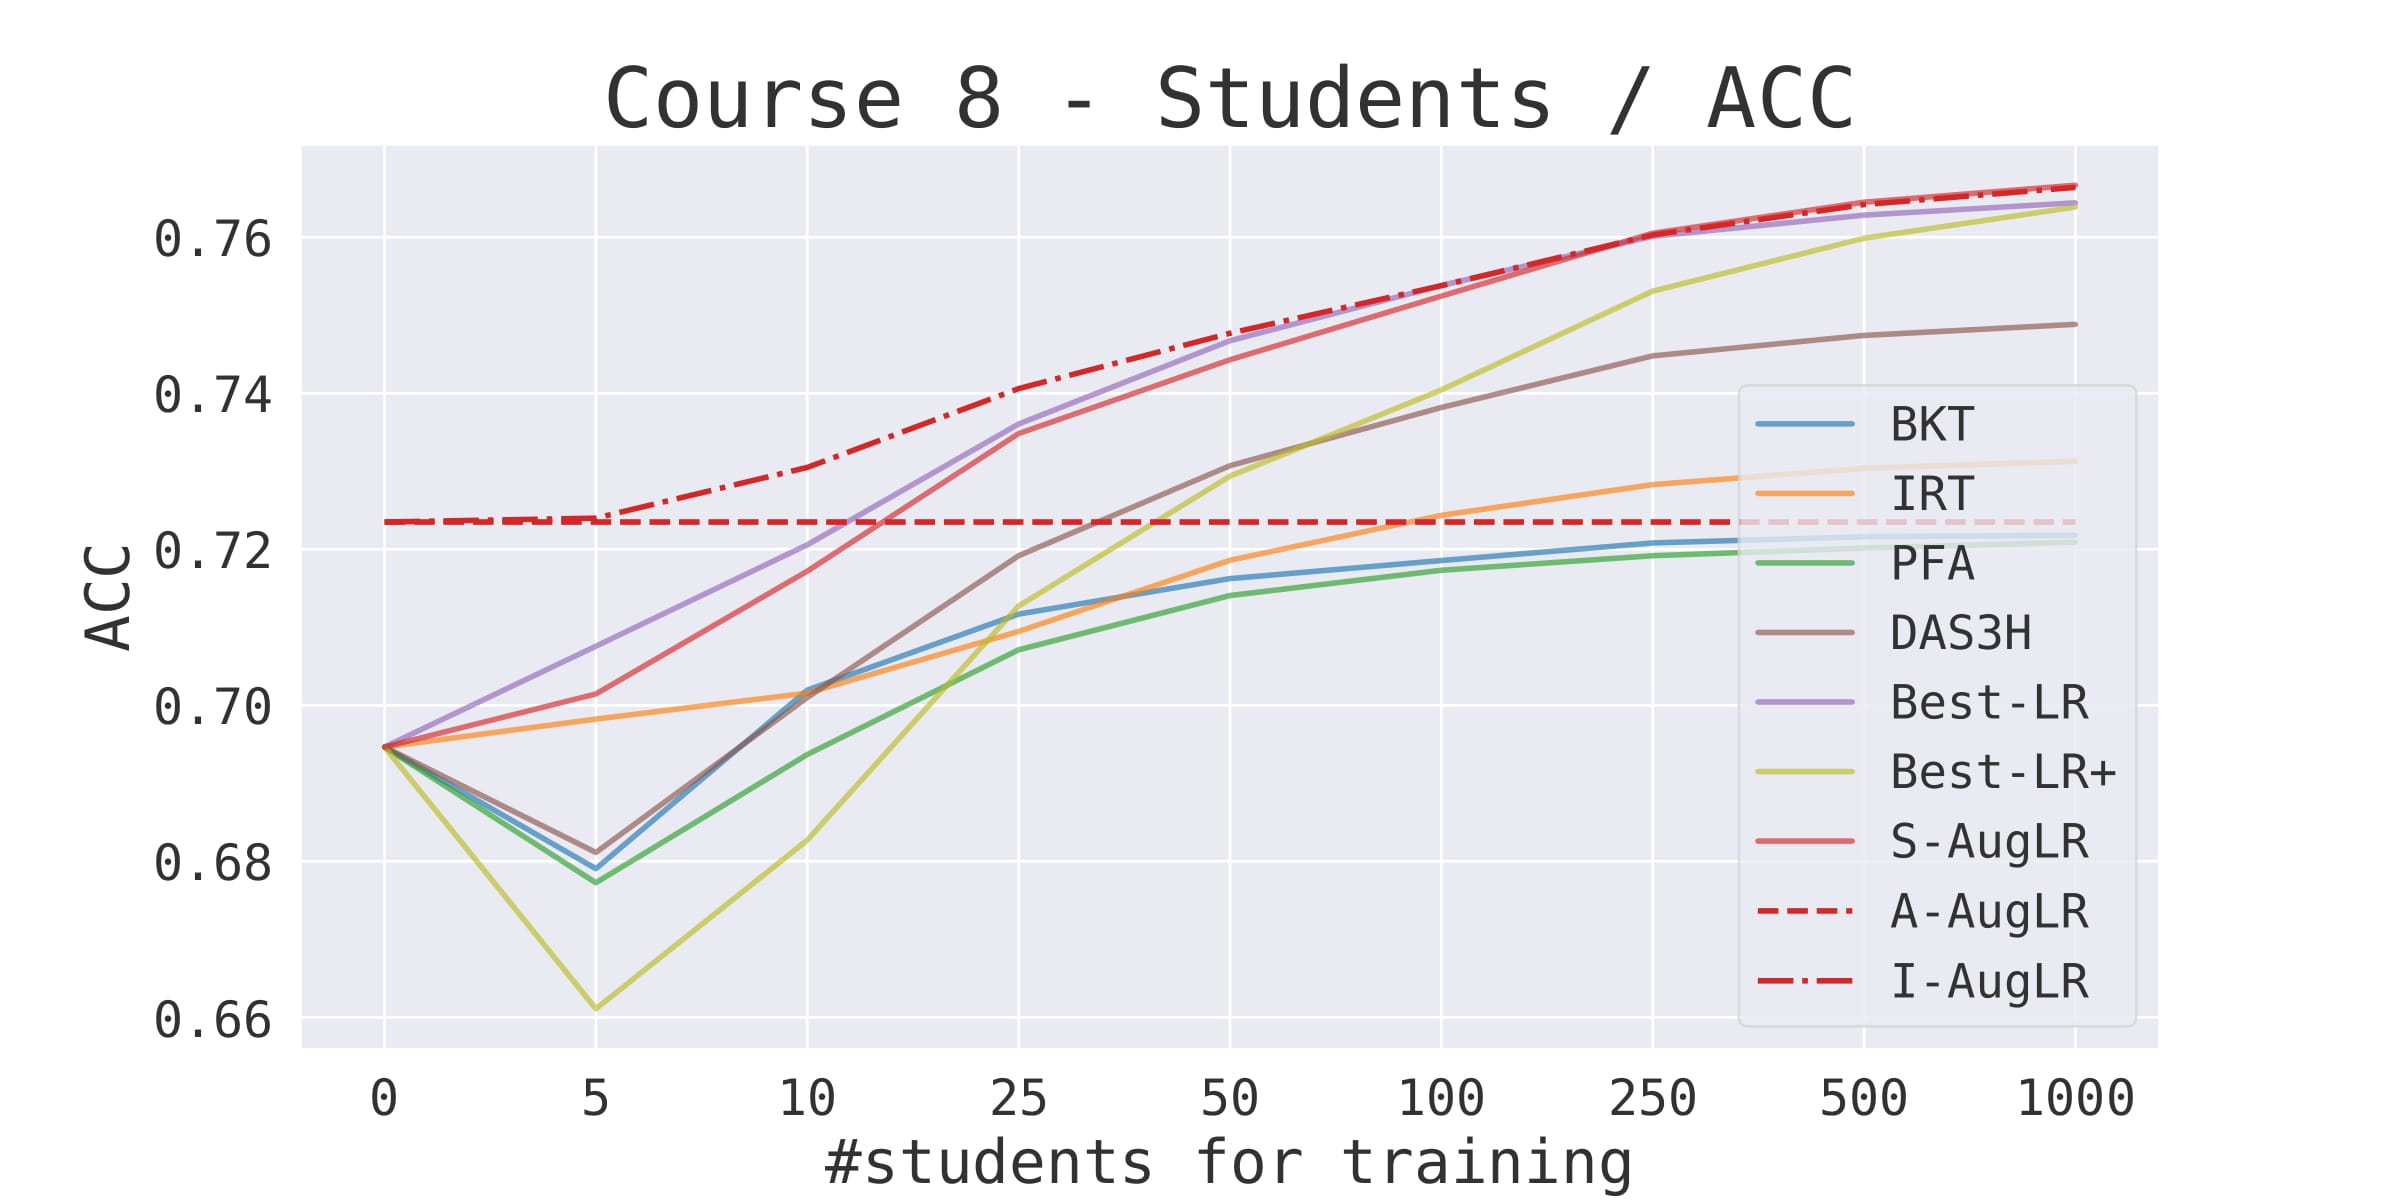 Course 8 - Students / ACC
ACC
0.76
0.74
0.72
0.70
0.68
0.66
BKT
IRT
PFA
DAS3H
Best-LR
Best-LR+
S-AugLR
A-AugLR
I-AugLR
0 5 10 25 50 100 250 500 1000
#students for training